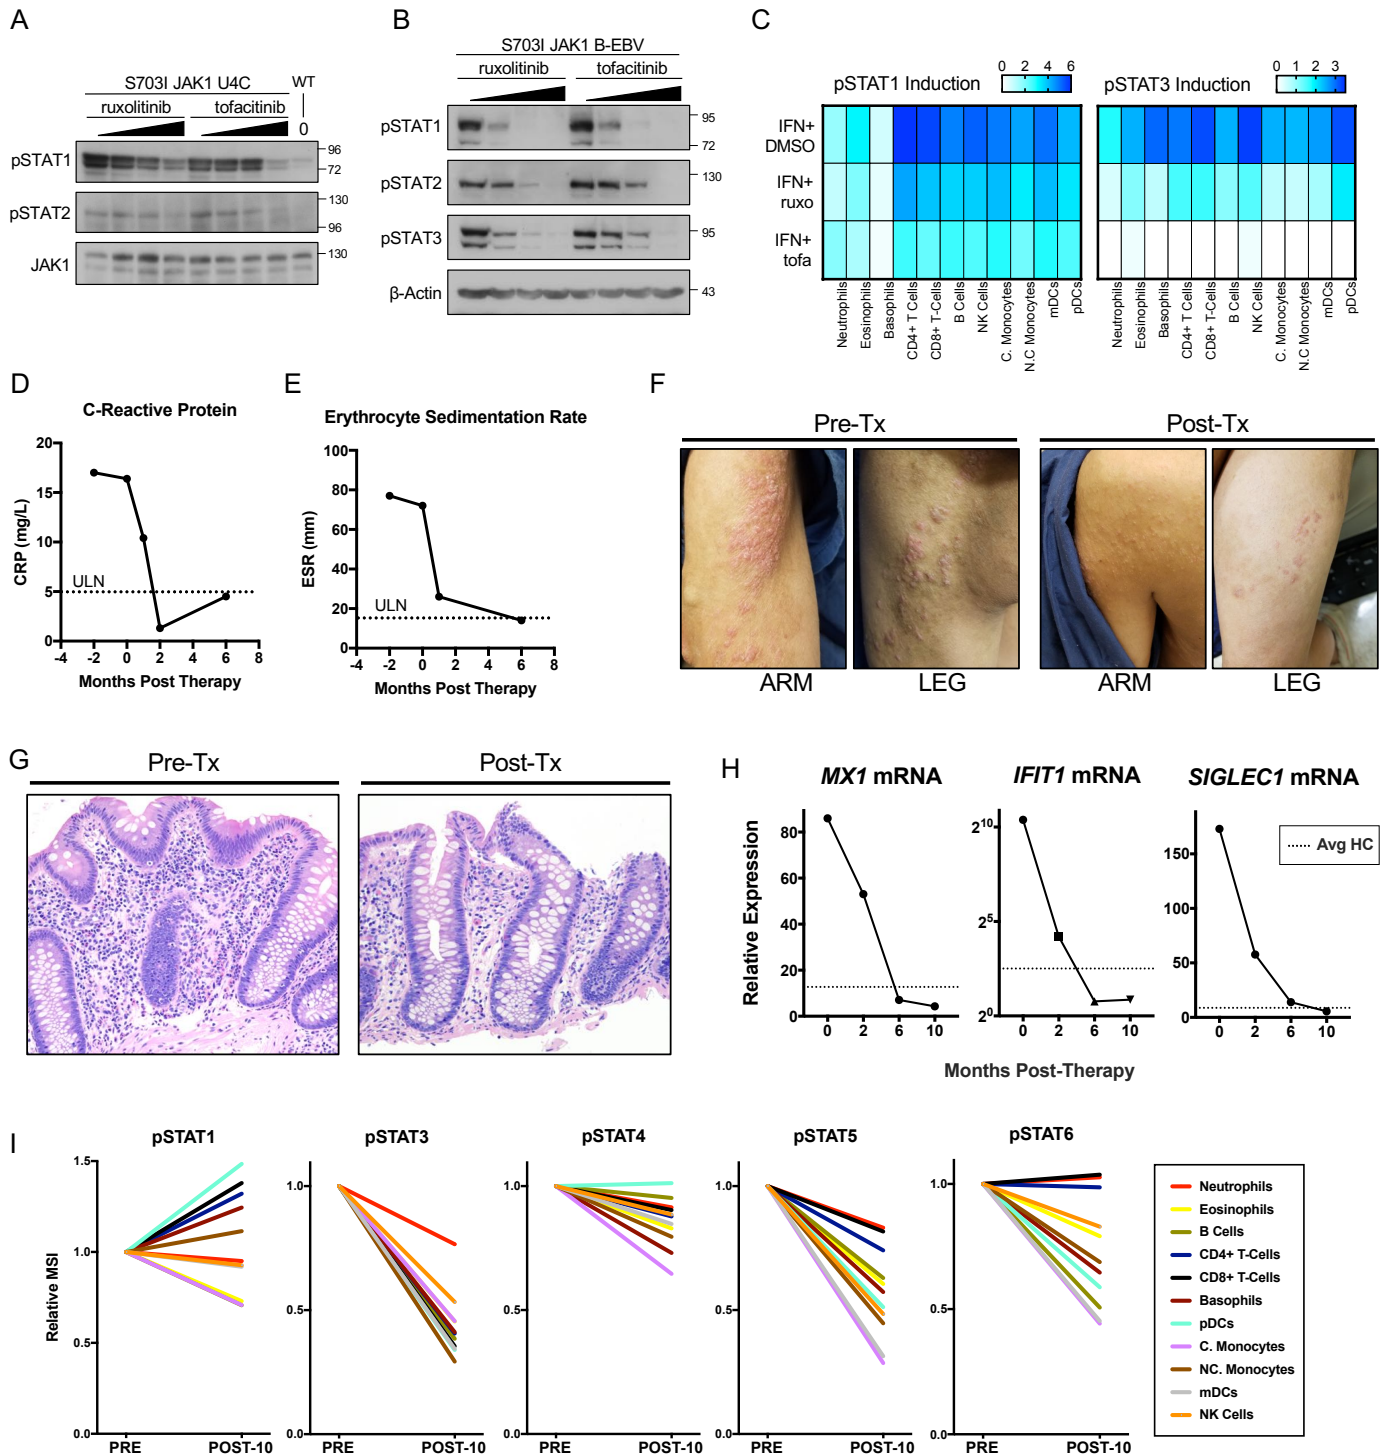 A
S703I JAK1 U4C
WT
ruxolitinib
tofacitinib
0
pSTAT1
96
72
pSTAT2
130
96
JAK1
130
B
S703I JAK1 B-EBV
ruxolitinib
tofacitinib
pSTAT1
95
72
pSTAT2
130
pSTAT3
95
β-Actin
43
C
pSTAT1 Induction
0 2 4 6
pSTAT3 Induction
0 1 2 3
IFN+
DMSO
IFN+
ruxo
IFN+
tofa
Neutrophils
Eosinophils
Basophils
CD4+ T Cells
CD8+ T-Cells
B Cells
NK Cells
C. Monocytes
N.C Monocytes
mDCs
pDCs
Neutrophils
Eosinophils
Basophils
CD4+ T Cells
CD8+ T-Cells
B Cells
NK Cells
C. Monocytes
N.C Monocytes
mDCs
pDCs
D
C-Reactive Protein
CRP (mg/L)
20
15
10
5
0
ULN
-4 -2 0 2 4 6 8
Months Post Therapy
E
Erythrocyte Sedimentation Rate
ESR (mm)
100
80
60
40
20
0
ULN
-4 -2 0 2 4 6 8
Months Post Therapy
F
Pre-Tx
Post-Tx
ARM
LEG
ARM
LEG
G
Pre-Tx
Post-Tx
H
MX1 mRNA
IFIT1 mRNA
SIGLEC1 mRNA
Relative Expression
80
60
40
20
0
0 2 6 10
2^10
2^5
2^0
0 2 6 10
150
100
50
0
0 2 6 10
Avg HC
Months Post-Therapy
I
pSTAT1
pSTAT3
pSTAT4
pSTAT5
pSTAT6
Relative MSI
1.5
1.0
0.5
0.0
PRE POST-10
1.0
0.5
0.0
PRE POST-10
1.0
0.5
0.0
PRE POST-10
1.0
0.5
0.0
PRE POST-10
1.0
0.5
0.0
PRE POST-10
Neutrophils
Eosinophils
B Cells
CD4+ T-Cells
CD8+ T-Cells
Basophils
pDCs
C. Monocytes
NC. Monocytes
mDCs
NK Cells